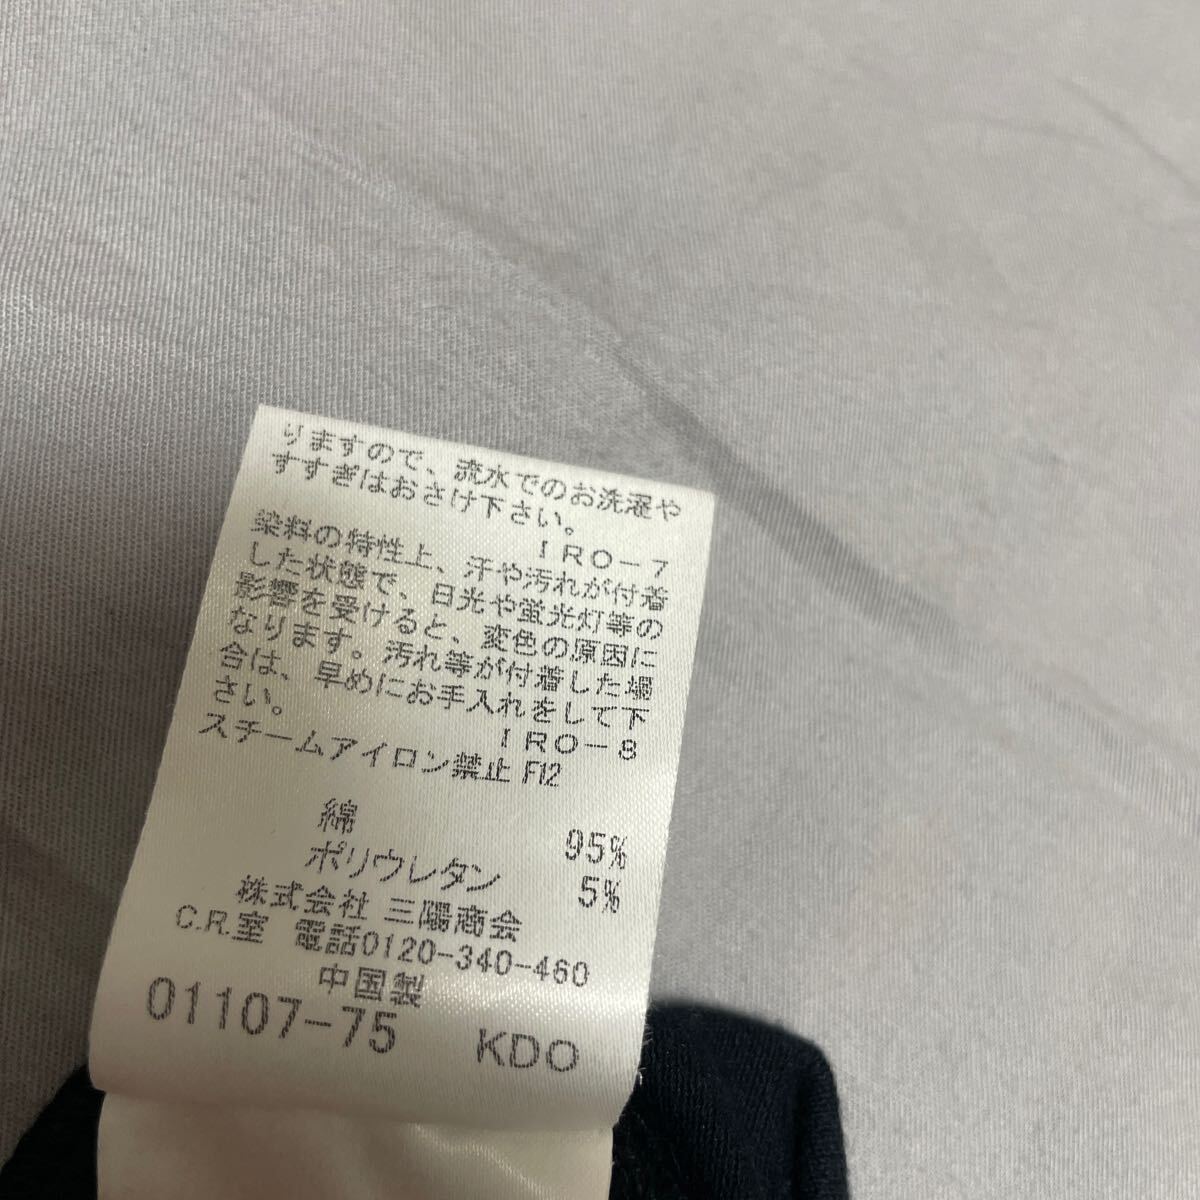 りますので、流水でのお洗濯や
すすぎはおさけ下さい。
IRO-7
染料の特性上、汗や汚れが付着
した状態で、日光や蛍光灯等の
影響を受けると、変色の原因に
なります。汚れ等が付着した場
合は、早めにお手入れをして下
さい。
IRO-8
スチームアイロン禁止 F12
綿 95%
ポリウレタン 5%
株式会社 三陽商会
C.R.室 電話0120-340-460
中国製
01107-75 KDO